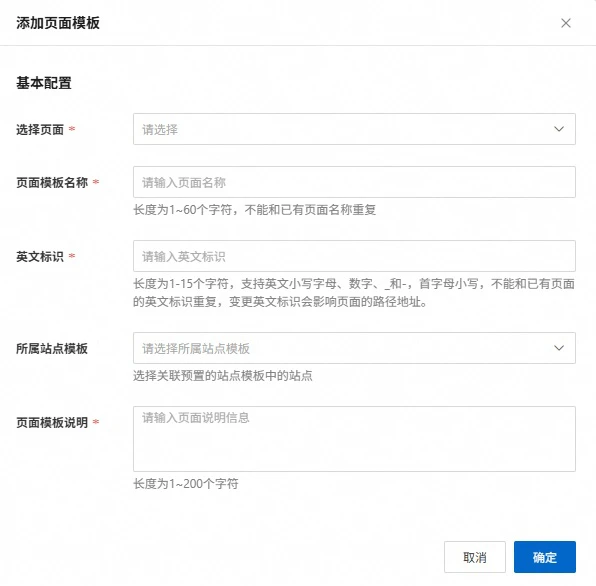 添加页面模板
基本配置
选择页面 *
请选择
页面模板名称 *
请输入页面名称
长度为1~60个字符，不能和已有页面名称重复
英文标识 *
请输入英文标识
长度为1-15个字符，支持英文小写字母、数字、_和-，首字母小写，不能和已有页面
的英文标识重复，变更英文标识会影响页面的路径地址。
所属站点模板
请选择所属站点模板
选择关联预置的站点模板中的站点
页面模板说明 *
请输入页面说明信息
长度为1~200个字符
取消
确定